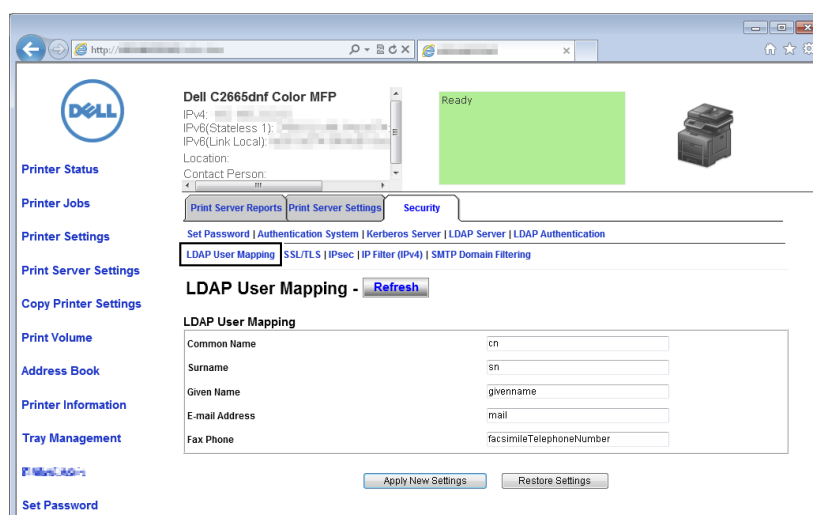 http://
DELL
Dell C2665dnf Color MFP
IPv4:
IPv6(Stateless 1):
IPv6(Link Local):
Location:
Contact Person:
Ready
Printer Status
Printer Jobs
Printer Settings
Print Server Settings
Copy Printer Settings
Print Volume
Address Book
Printer Information
Tray Management
Set Password
Print Server Reports Print Server Settings Security
Set Password | Authentication System | Kerberos Server | LDAP Server | LDAP Authentication
LDAP User Mapping SSL/TLS | IPsec | IP Filter (IPv4) | SMTP Domain Filtering
LDAP User Mapping - Refresh
LDAP User Mapping
Common Name cn
Surname sn
Given Name givenname
E-mail Address mail
Fax Phone facsimileTelephoneNumber
Apply New Settings Restore Settings